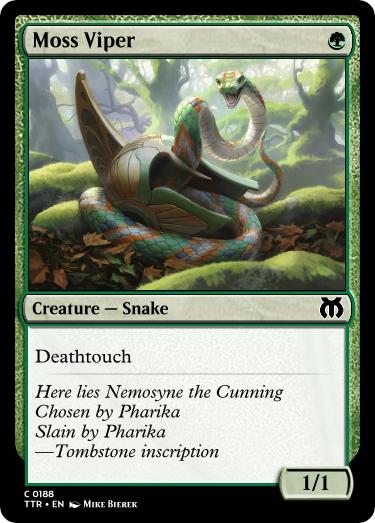 Moss Viper
Creature — Snake
Deathtouch
Here lies Nemosyne the Cunning
Chosen by Pharika
Slain by Pharika
—Tombstone inscription
1/1
C 0188
TTR • EN MIKE BIEREK